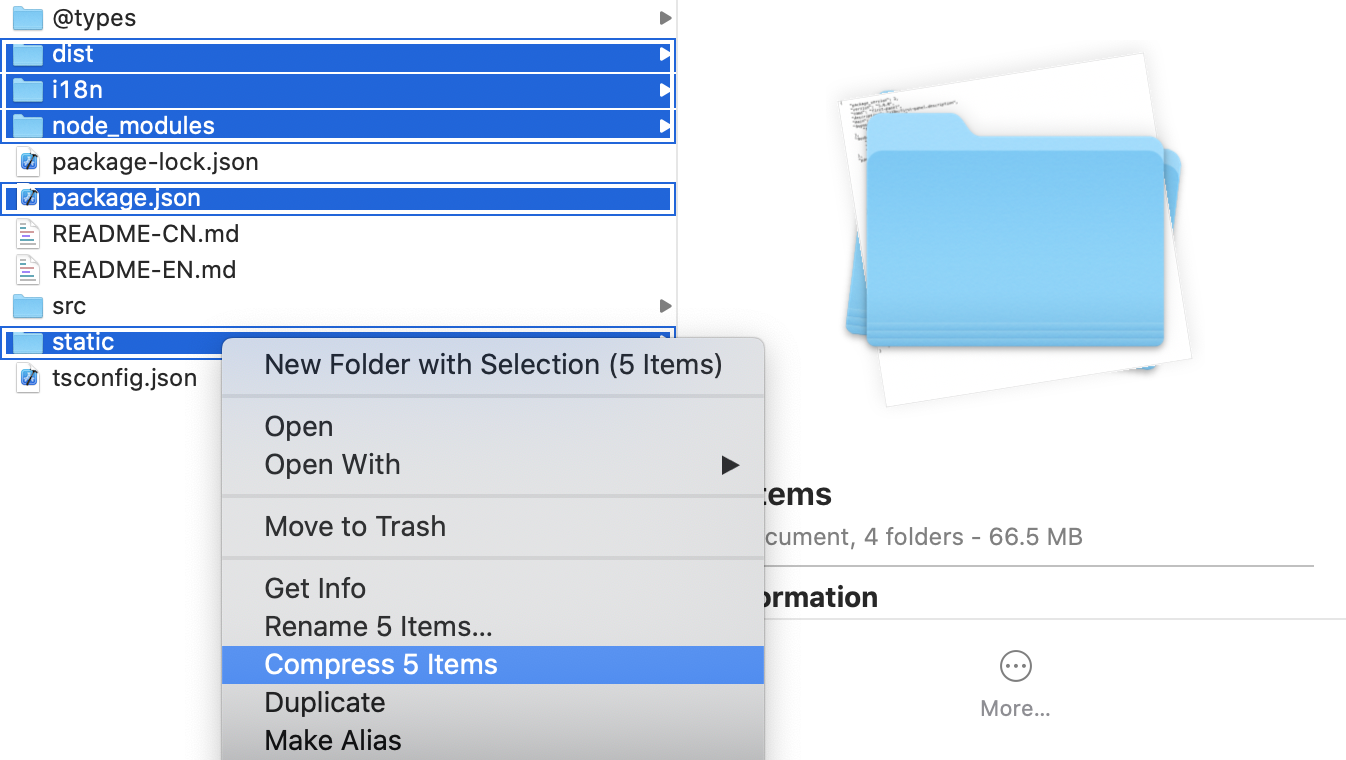 @types
dist
i18n
node_modules
package-lock.json
package.json
README-CN.md
README-EN.md
src
static
tsconfig.json
New Folder with Selection (5 Items)
Open
Open With
Move to Trash
Get Info
Rename 5 Items...
Compress 5 Items
Duplicate
Make Alias
tems
cument, 4 folders - 66.5 MB
ormation
More...